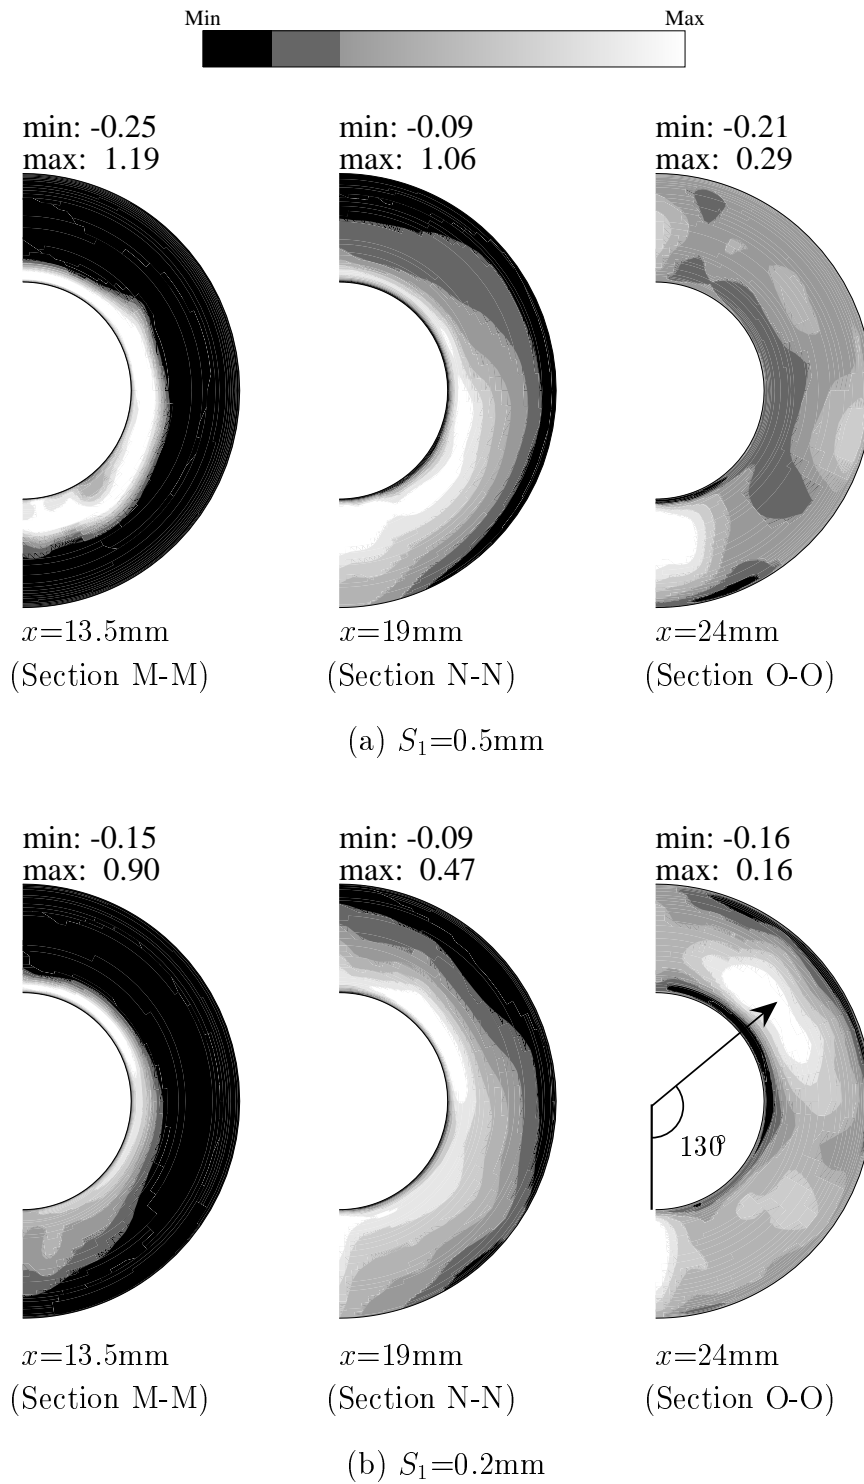 Min Max
min: -0.25 min: -0.09 min: -0.21
max: 1.19 max: 1.06 max: 0.29
x=13.5mm x=19mm x=24mm
(Section M-M) (Section N-N) (Section O-O)
(a) S₁=0.5mm
min: -0.15 min: -0.09 min: -0.16
max: 0.90 max: 0.47 max: 0.16
130°
x=13.5mm x=19mm x=24mm
(Section M-M) (Section N-N) (Section O-O)
(b) S₁=0.2mm